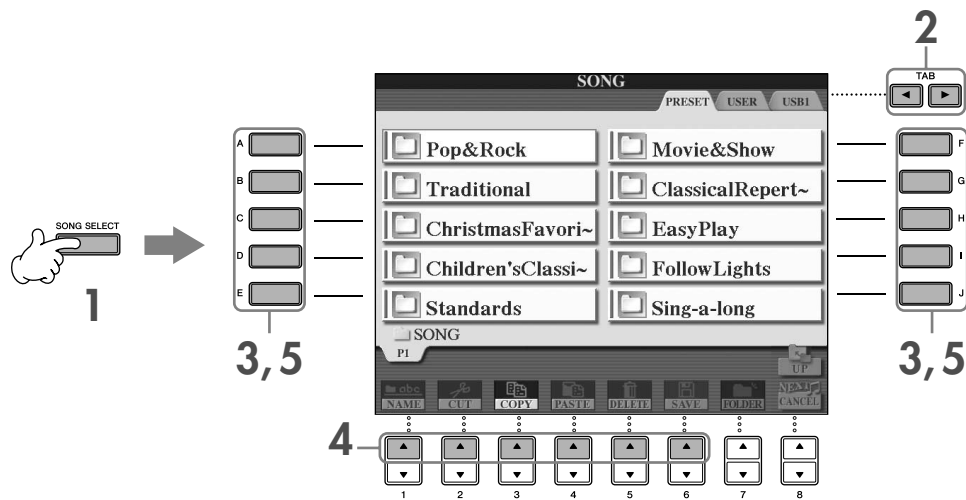 2
TAB
SONG
PRESET USER USB1
A Pop&Rock Movie&Show F
B Traditional ClassicalRepert~ G
C ChristmasFavori~ EasyPlay H
D Children'sClassi~ FollowLights I
E Standards Sing-a-long J
SONG SELECT
1
3, 5
3, 5
SONG
P1
UP
abc
NEXT
NAME CUT COPY PASTE DELETE SAVE FOLDER CANCEL
4
1 2 3 4 5 6 7 8